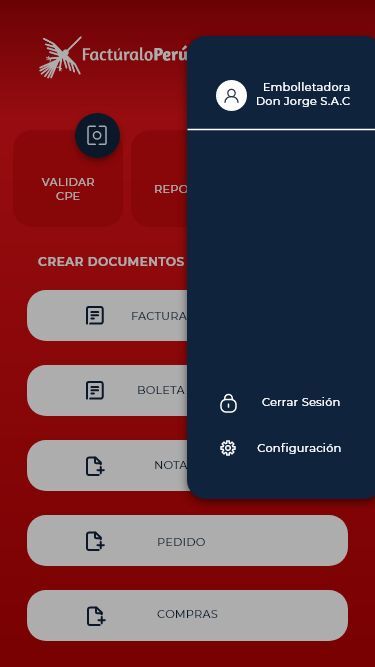 FactúraloPerú
Embolletadora
Don Jorge S.A.C
VALIDAR
CPE
REPO
CREAR DOCUMENTOS
FACTURA
BOLETA
NOTA
PEDIDO
COMPRAS
Cerrar Sesión
Configuración